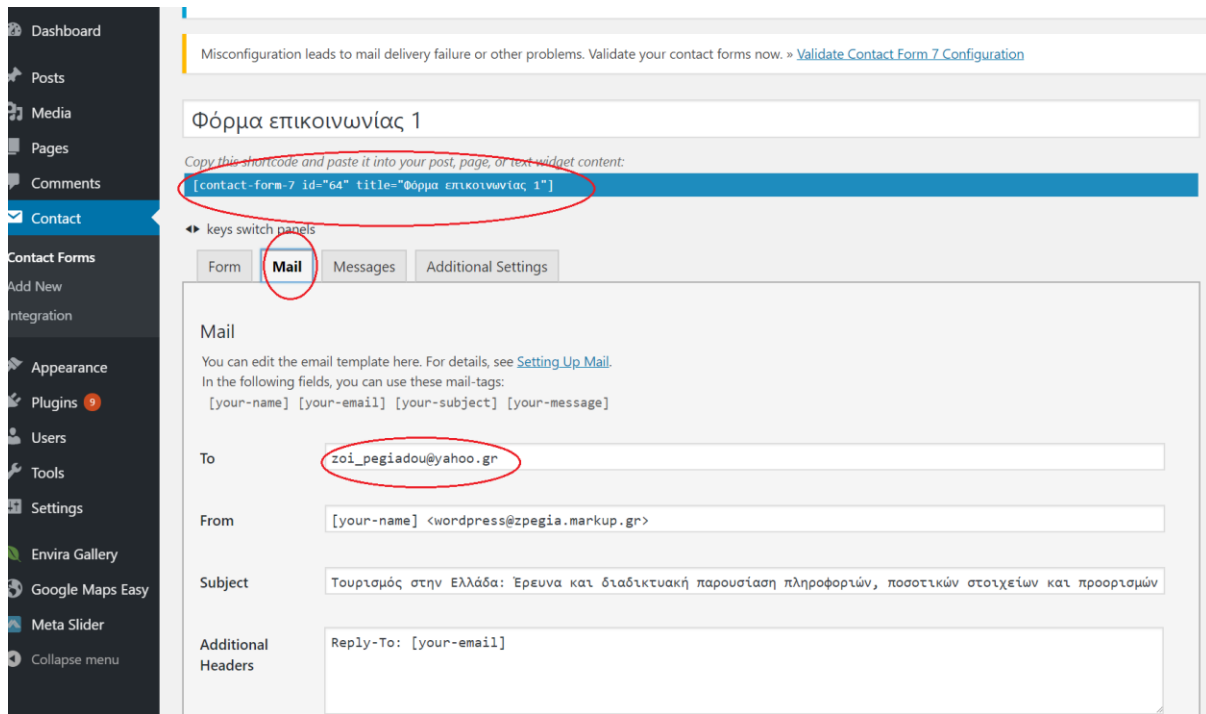 Dashboard
Posts
Media
Pages
Comments
Contact
Contact Forms
Add New
Integration
Appearance
Plugins 9
Users
Tools
Settings
Envira Gallery
Google Maps Easy
Meta Slider
Collapse menu
Misconfiguration leads to mail delivery failure or other problems. Validate your contact forms now. » Validate Contact Form 7 Configuration
Φόρμα επικοινωνίας 1
Copy this shortcode and paste it into your post, page, or text widget content:
[contact-form-7 id="64" title="Φόρμα επικοινωνίας 1"]
keys switch panels
Form Mail Messages Additional Settings
Mail
You can edit the email template here. For details, see Setting Up Mail.
In the following fields, you can use these mail-tags:
[your-name] [your-email] [your-subject] [your-message]
To zoi_pegiadou@yahoo.gr
From [your-name] <wordpress@zpegia.markup.gr>
Subject Τουρισμός στην Ελλάδα: Έρευνα και διαδικτυακή παρουσίαση πληροφοριών, ποσοτικών στοιχείων και προορισμών
Additional Reply-To: [your-email]
Headers